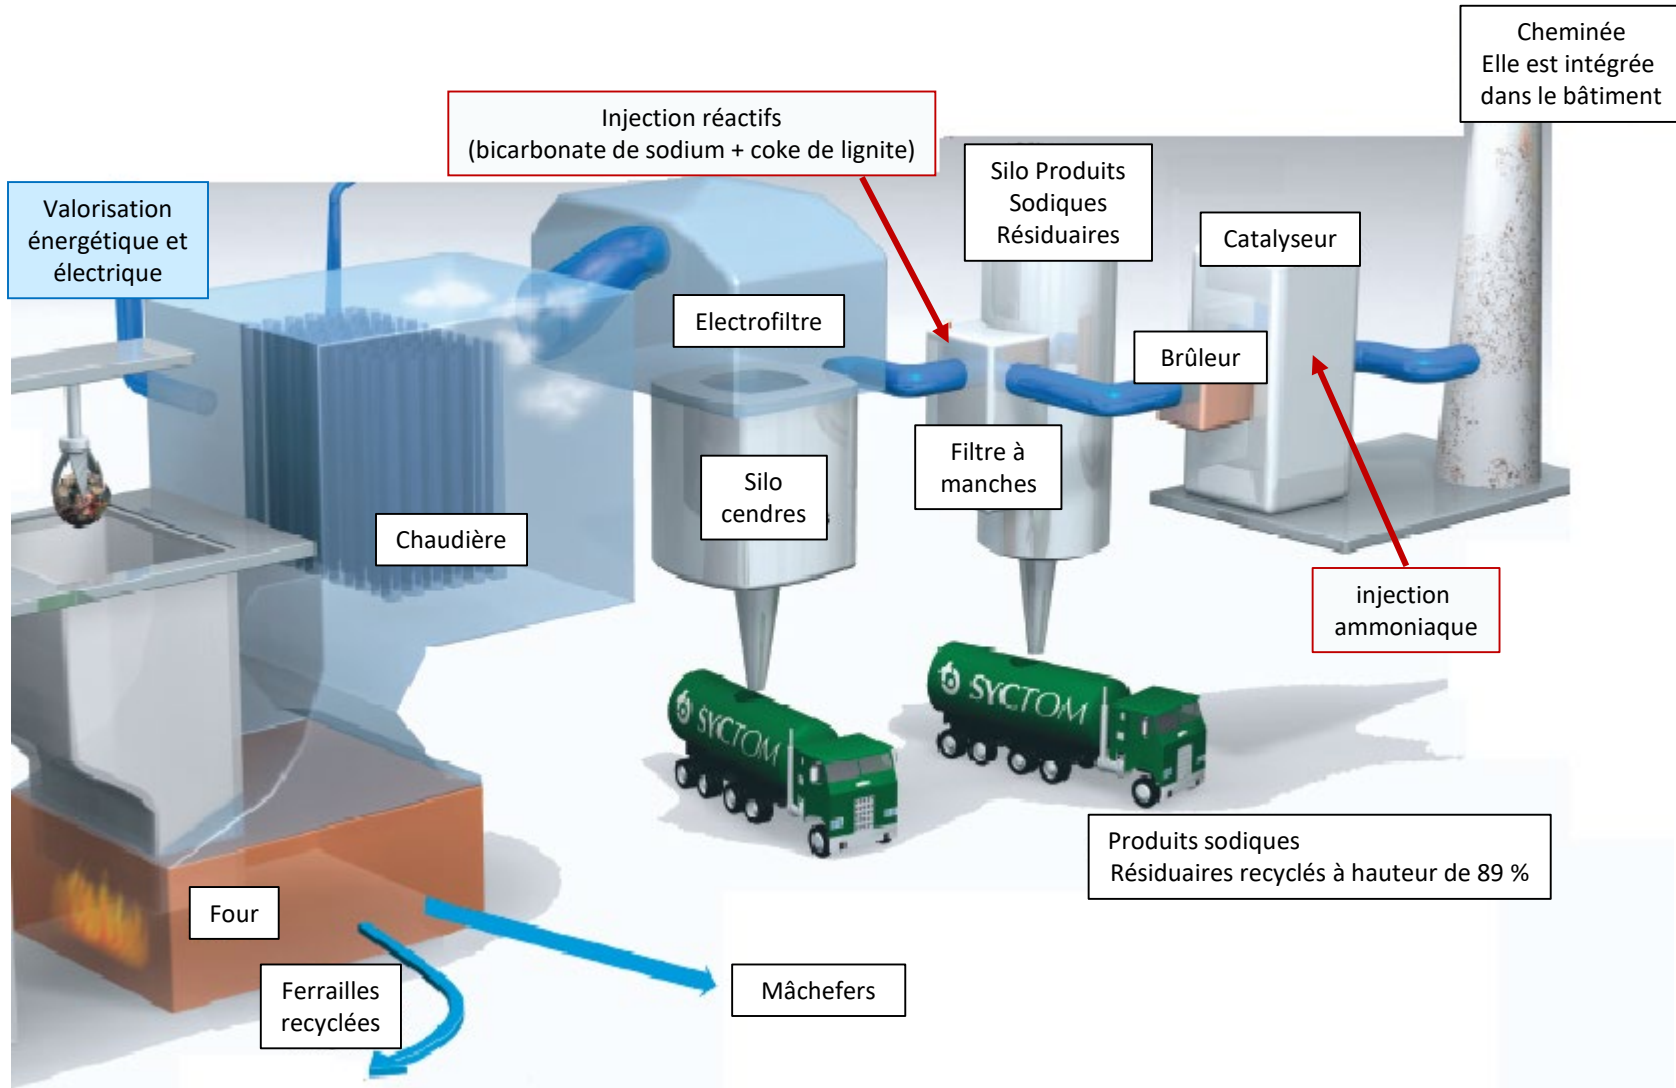 Cheminée
Elle est intégrée
dans le bâtiment
Injection réactifs
(bicarbonate de sodium + coke de lignite)
Silo Produits
Sodiques
Résiduaires
Valorisation
énergétique et
électrique
Catalyseur
Electrofiltre
Brûleur
Filtre à
manches
Silo
cendres
Chaudière
injection
ammoniaque
SYCTOM
SYCTOM
Produits sodiques
Résiduaires recyclés à hauteur de 89 %
Four
Ferrailles
recyclées
Mâchefers